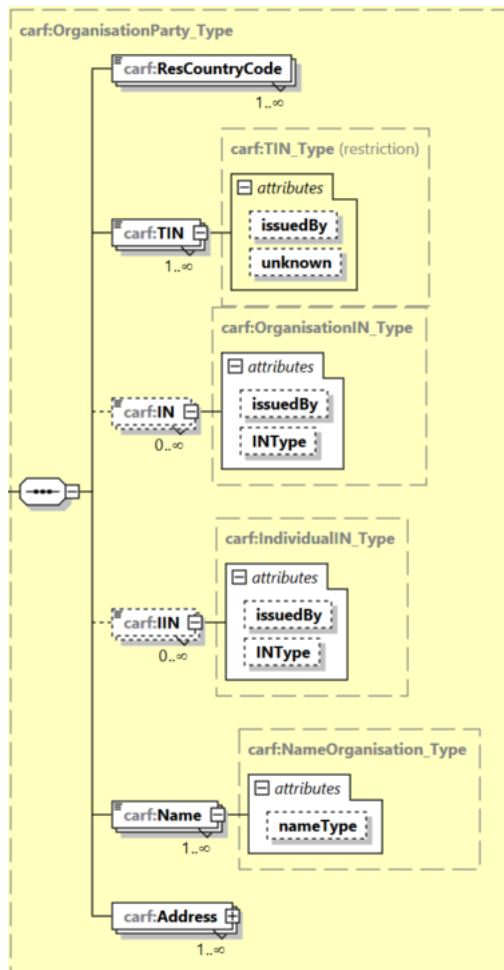 carf:OrganisationParty_Type
carf:ResCountryCode
1..∞
carf:TIN_Type (restriction)
attributes
issuedBy
unknown
carf:TIN
1..∞
carf:OrganisationIN_Type
attributes
issuedBy
INType
carf:IN
0..∞
carf:IndividualIN_Type
attributes
issuedBy
INType
carf:IIN
0..∞
carf:NameOrganisation_Type
attributes
nameType
carf:Name
1..∞
carf:Address
1..∞